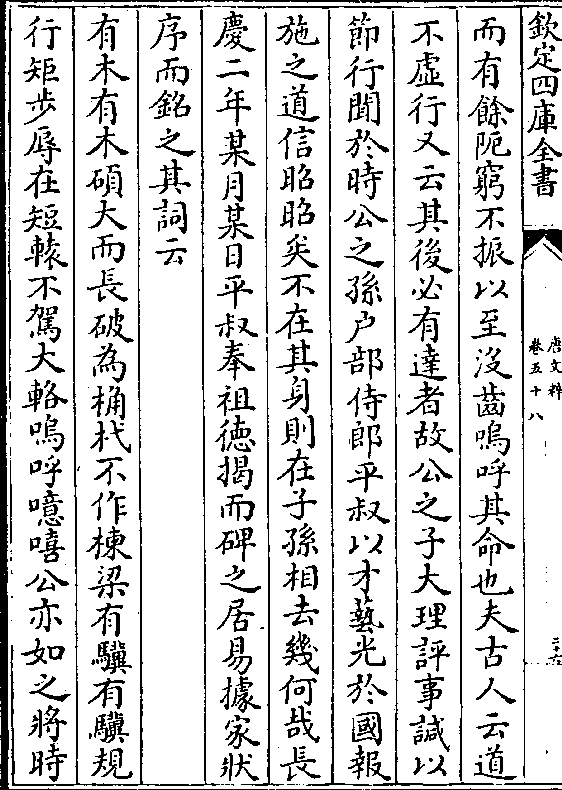 欽定四庫全書
唐文粹
卷五十八
二十六
而有餘阨窮不振以至沒齒嗚呼其命也夫古人云道
不虛行又云其後必有達者故公之子大理評事諴以
節行聞於時公之孫戸部侍郎平叔以才藝光於國報
施之道信昭昭矣不在其身則在子孫相去幾何哉長
慶二年某月某日平叔奉祖徳揭而碑之居易據家狀
序而銘之其詞云
有木有木碩大而長破為桷杙不作棟梁有驥有驥規
行矩步辱在短轅不駕大輅嗚呼噫嘻公亦如之將時